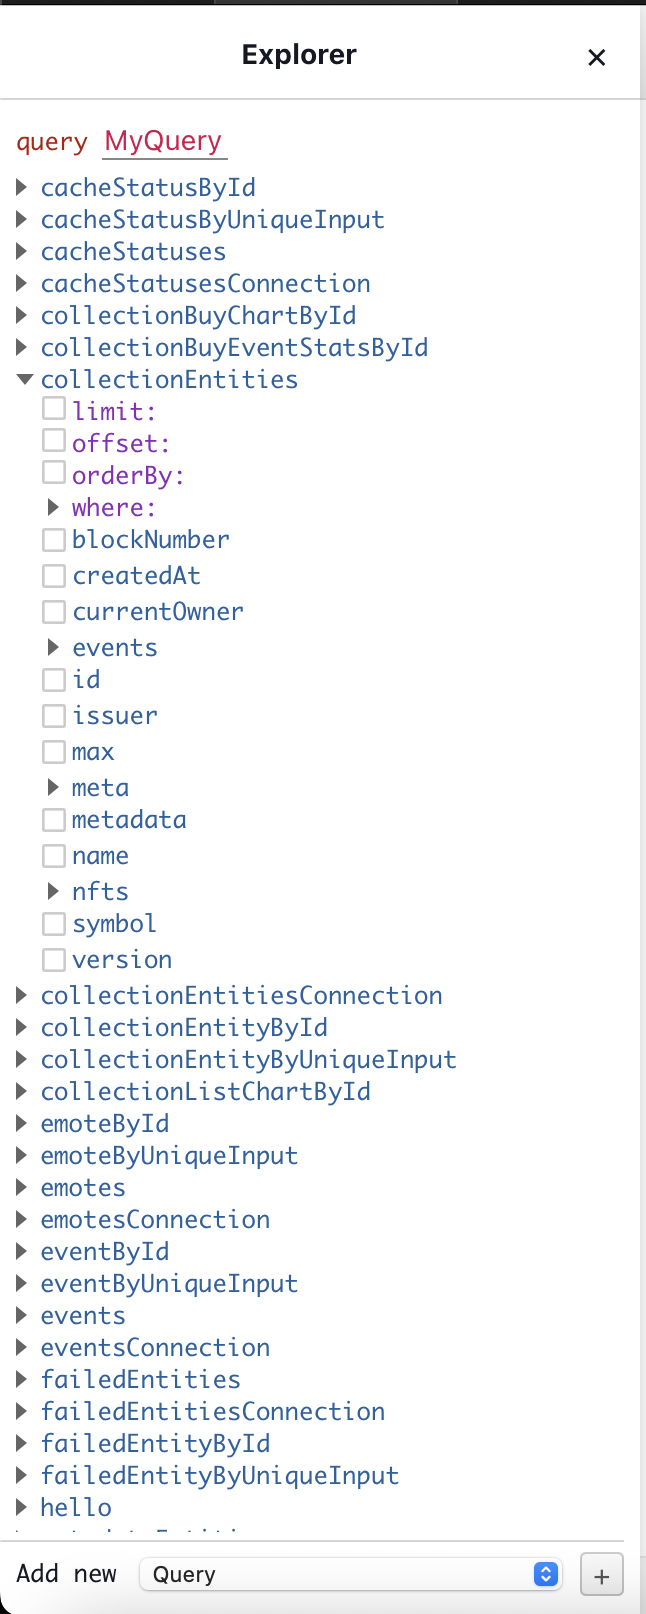 Explorer
query MyQuery
cacheStatusById
cacheStatusByUniqueInput
cacheStatuses
cacheStatusesConnection
collectionBuyChartById
collectionBuyEventStatsById
collectionEntities
limit:
offset:
orderBy:
where:
blockNumber
createdAt
currentOwner
events
id
issuer
max
meta
metadata
name
nfts
symbol
version
collectionEntitiesConnection
collectionEntityById
collectionEntityByUniqueInput
collectionListChartById
emoteById
emoteByUniqueInput
emotes
emotesConnection
eventById
eventByUniqueInput
events
eventsConnection
failedEntities
failedEntitiesConnection
failedEntityById
failedEntityByUniqueInput
hello
Add new Query +